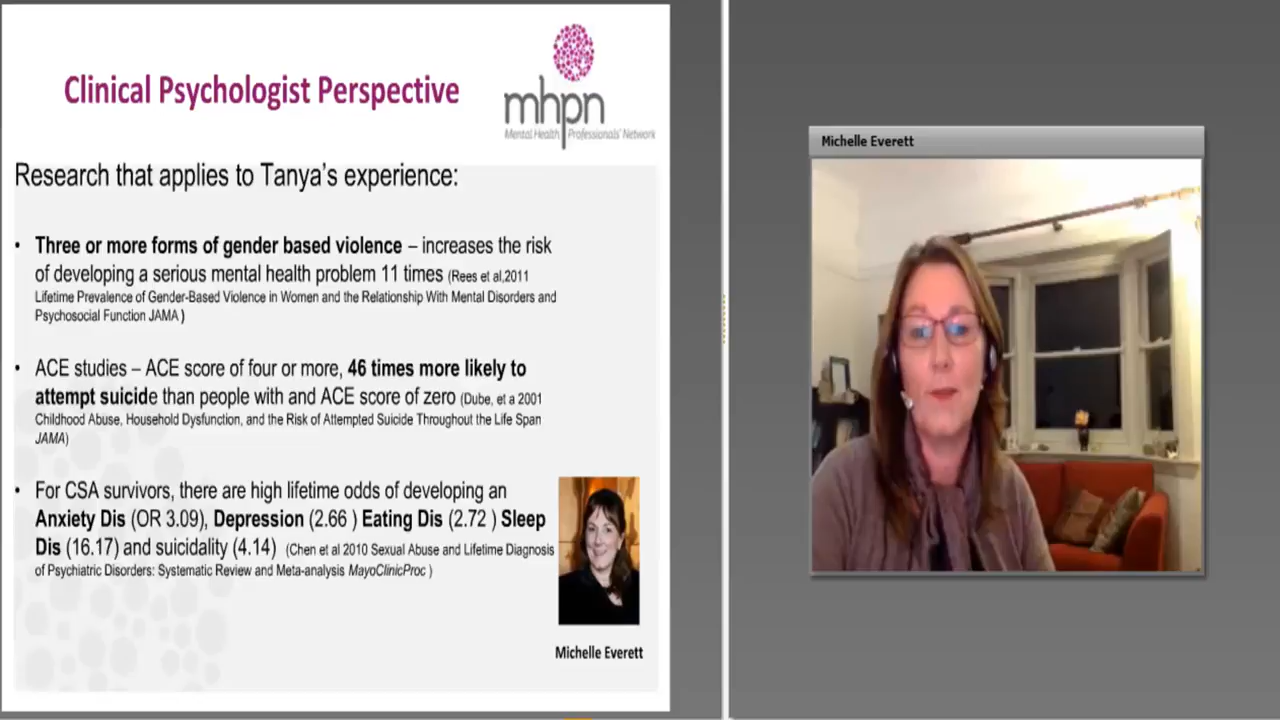 Clinical Psychologist Perspective
mhpn
Mental Health Professionals' Network
Research that applies to Tanya's experience:
• Three or more forms of gender based violence – increases the risk
of developing a serious mental health problem 11 times (Rees et al,2011
Lifetime Prevalence of Gender-Based Violence in Women and the Relationship With Mental Disorders and
Psychosocial Function JAMA )
• ACE studies – ACE score of four or more, 46 times more likely to
attempt suicide than people with and ACE score of zero (Dube, et a 2001
Childhood Abuse, Household Dysfunction, and the Risk of Attempted Suicide Throughout the Life Span
JAMA)
• For CSA survivors, there are high lifetime odds of developing an
Anxiety Dis (OR 3.09), Depression (2.66 ) Eating Dis (2.72 ) Sleep
Dis (16.17) and suicidality (4.14) (Chen et al 2010 Sexual Abuse and Lifetime Diagnosis
of Psychiatric Disorders: Systematic Review and Meta-analysis MayoClinicProc )
Michelle Everett
Michelle Everett